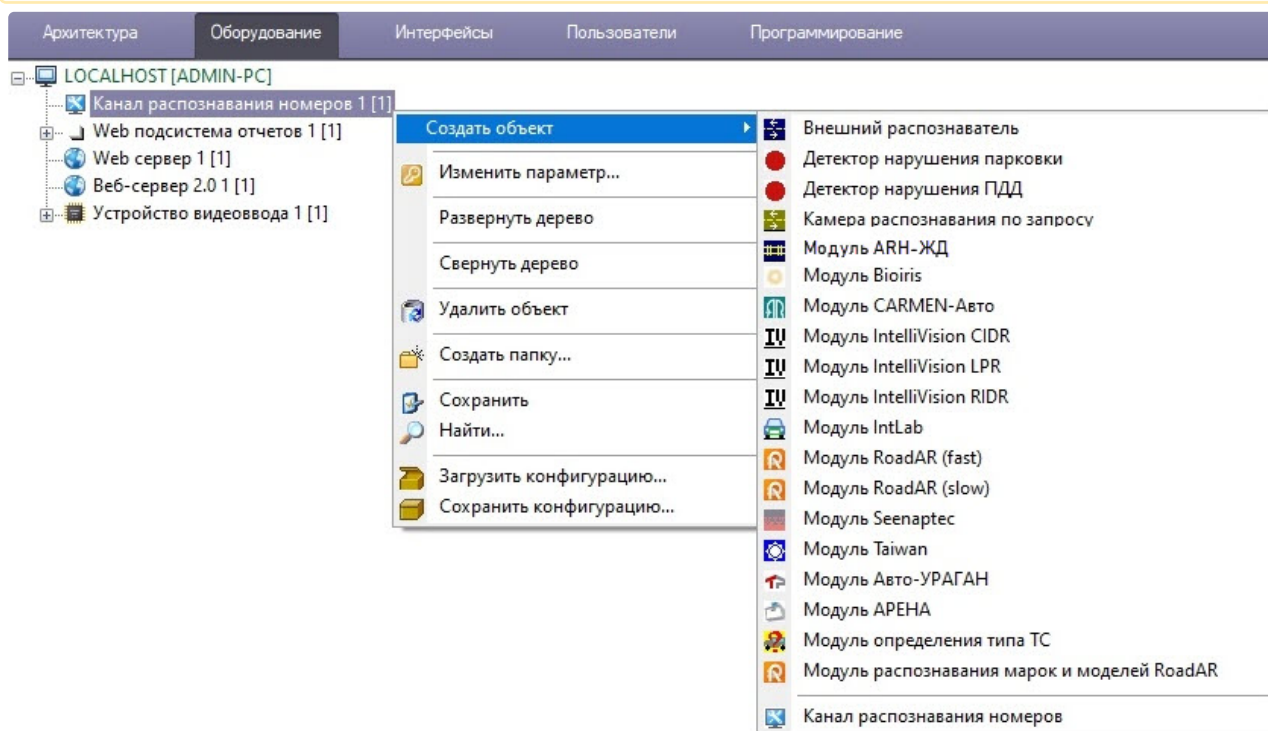 Архитектура Оборудование Интерфейсы Пользователи Программирование
LOCALHOST [ADMIN-PC]
Канал распознавания номеров 1 [1]
Web подсистема отчетов 1 [1]
Web сервер 1 [1]
Веб-сервер 2.0 1 [1]
Устройство видеоввода 1 [1]
Создать объект
Изменить параметр...
Развернуть дерево
Свернуть дерево
Удалить объект
Создать папку...
Сохранить
Найти...
Загрузить конфигурацию...
Сохранить конфигурацию...
Внешний распознаватель
Детектор нарушения парковки
Детектор нарушения ПДД
Камера распознавания по запросу
Модуль ARH-ЖД
Модуль Bioiris
Модуль CARMEN-Авто
IV Модуль IntelliVision CIDR
IV Модуль IntelliVision LPR
IV Модуль IntelliVision RIDR
Модуль IntLab
Модуль RoadAR (fast)
Модуль RoadAR (slow)
Модуль Seenaptec
Модуль Taiwan
Модуль Авто-УРАГАН
Модуль АРЕНА
Модуль определения типа ТС
Модуль распознавания марок и моделей RoadAR
Канал распознавания номеров